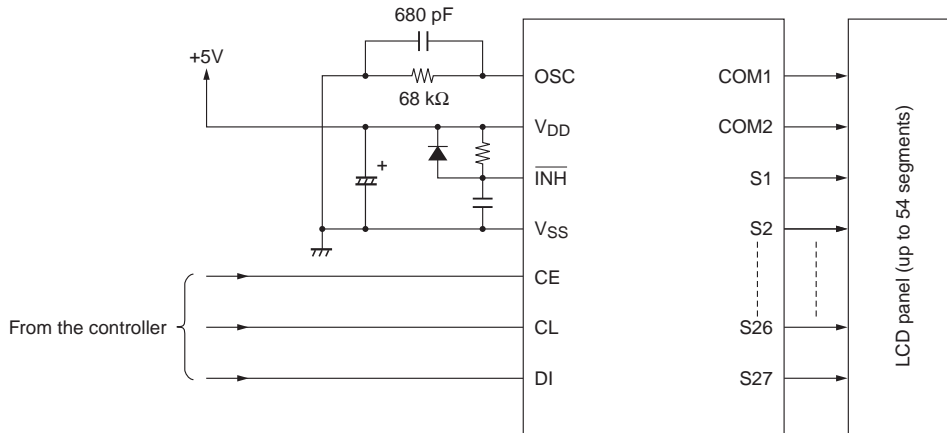 680 pF
+5V
68 kΩ
+
OSC
VDD
INH
VSS
CE
CL
DI
From the controller
COM1
COM2
S1
S2
S26
S27
LCD panel (up to 54 segments)